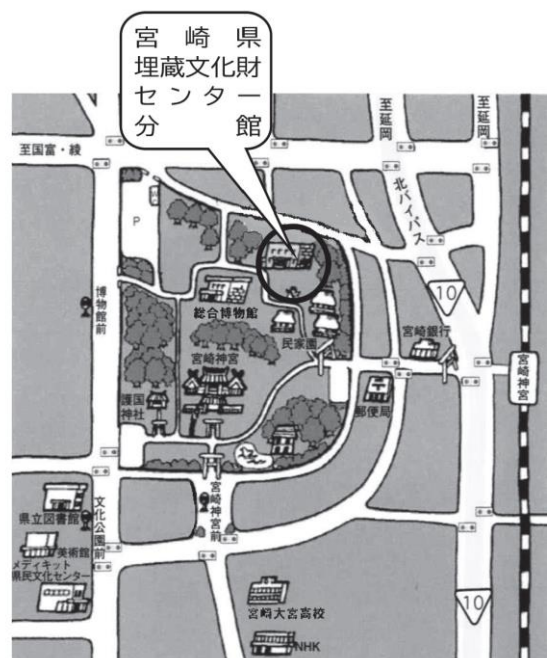 宮崎県
埋蔵文化財
センター
分館
至国富・綾
至延岡
至延岡
北バイパス
P
10
博物館前
総合博物館
民家園
宮崎銀行
宮崎神宮
宮崎神宮
護国
神社
郵便局
宮崎神宮前
県立図書館
文化公園前
美術館
メディキット
県民文化センター
10
宮崎大宮高校
NHK